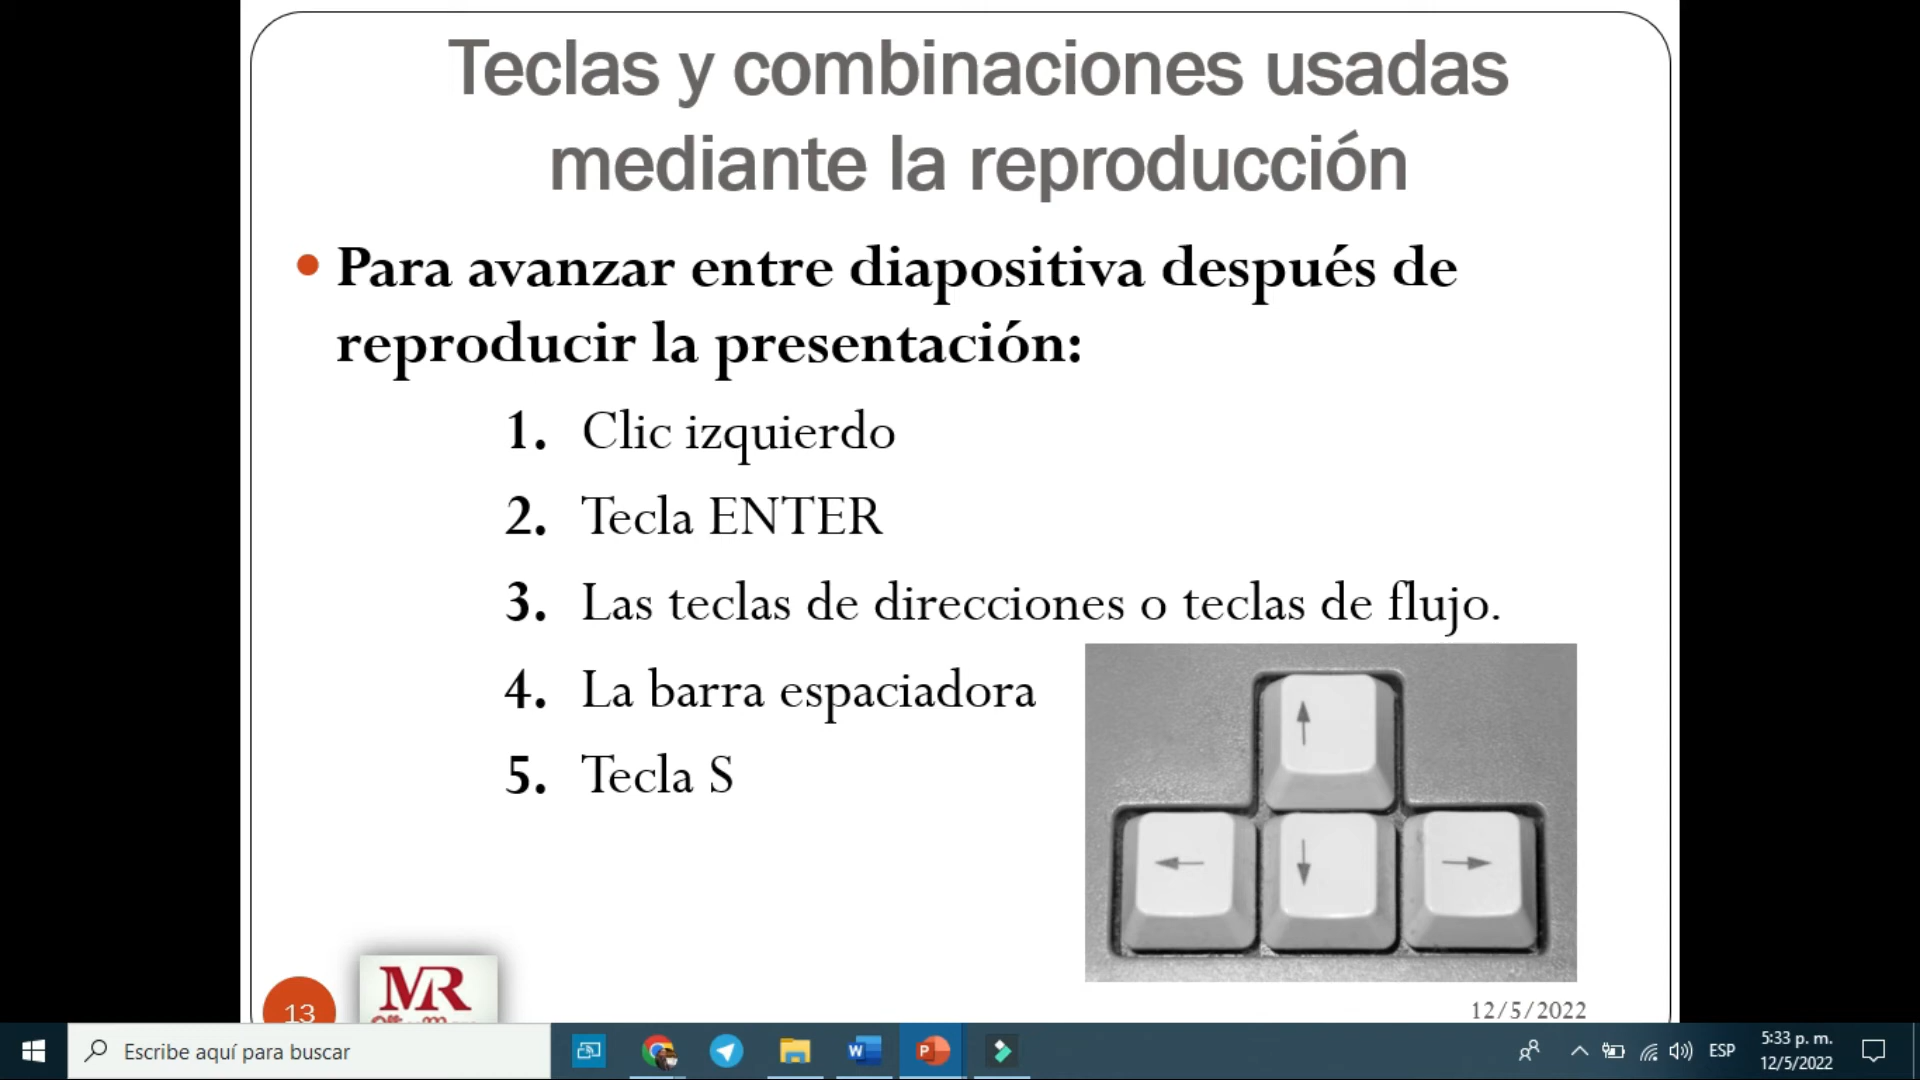 Teclas y combinaciones usadas
mediante la reproducción
• Para avanzar entre diapositiva después de
reproducir la presentación:
1. Clic izquierdo
2. Tecla ENTER
3. Las teclas de direcciones o teclas de flujo.
4. La barra espaciadora
5. Tecla S
13
MR
12/5/2022
Escribe aquí para buscar
ESP
5:33 p. m.
12/5/2022